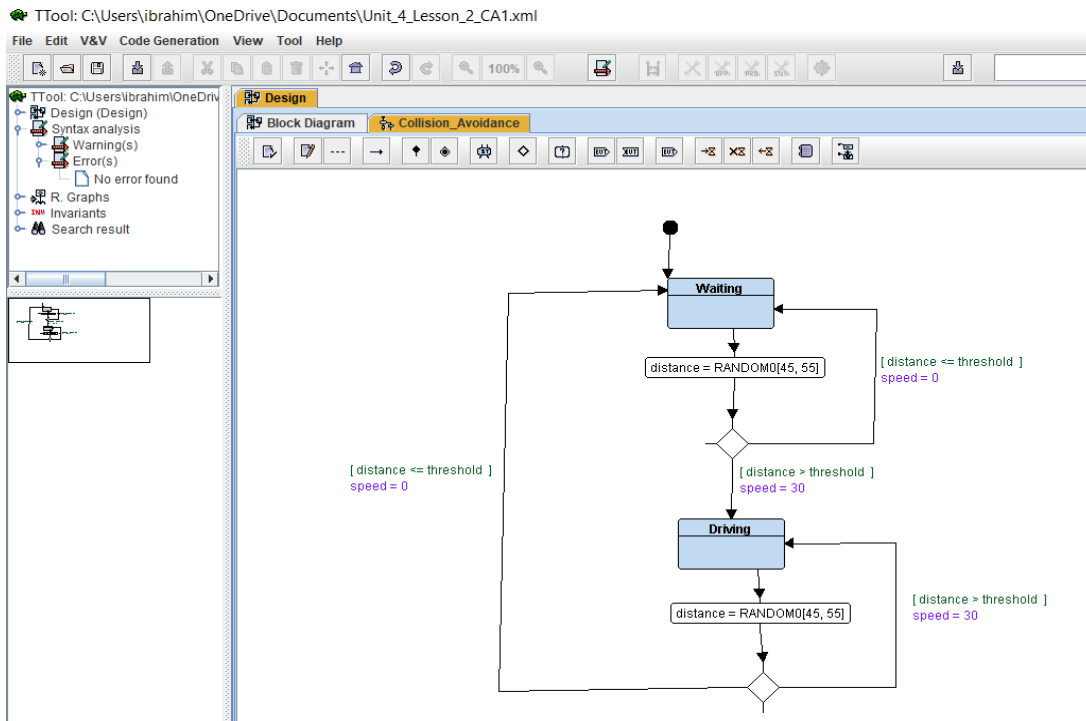 TTool: C:\Users\ibrahim\OneDrive\Documents\Unit_4_Lesson_2_CA1.xml
File Edit V&V Code Generation View Tool Help
100%
TTool: C:\Users\ibrahim\OneDriv
Design (Design)
Syntax analysis
Warning(s)
Error(s)
No error found
R. Graphs
INV Invariants
Search result
Design
Block Diagram Collision_Avoidance
Waiting
distance = RANDOM0[45, 55]
[ distance <= threshold ]
speed = 0
[ distance <= threshold ]
speed = 0
[ distance > threshold ]
speed = 30
Driving
distance = RANDOM0[45, 55]
[ distance > threshold ]
speed = 30